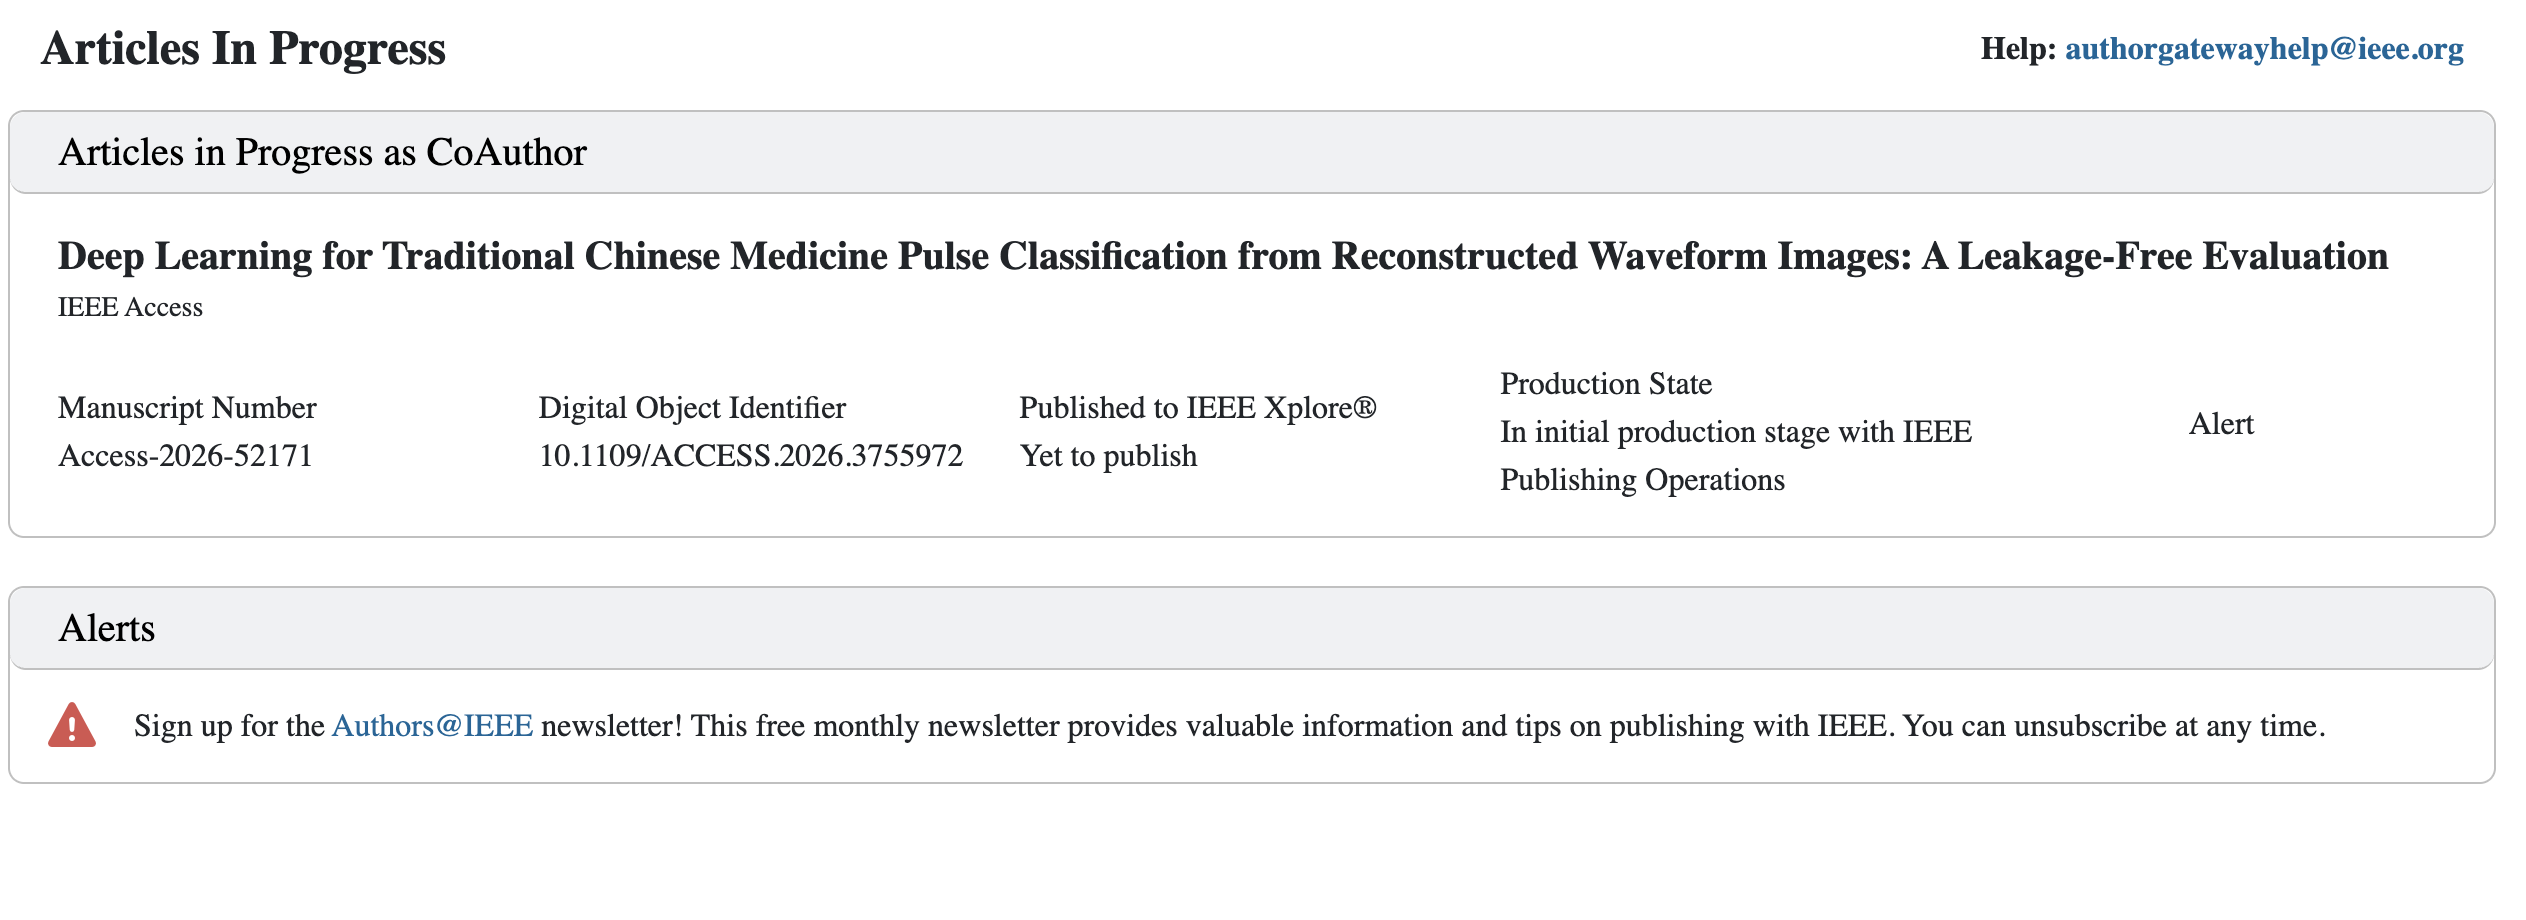 Articles In Progress
Help: authorgatewayhelp@ieee.org
Articles in Progress as CoAuthor
Deep Learning for Traditional Chinese Medicine Pulse Classification from Reconstructed Waveform Images: A Leakage-Free Evaluation
IEEE Access
Manuscript Number
Access-2026-52171
Digital Object Identifier
10.1109/ACCESS.2026.3755972
Published to IEEE Xplore®
Yet to publish
Production State
In initial production stage with IEEE
Publishing Operations
Alert
Alerts
Sign up for the Authors@IEEE newsletter! This free monthly newsletter provides valuable information and tips on publishing with IEEE. You can unsubscribe at any time.